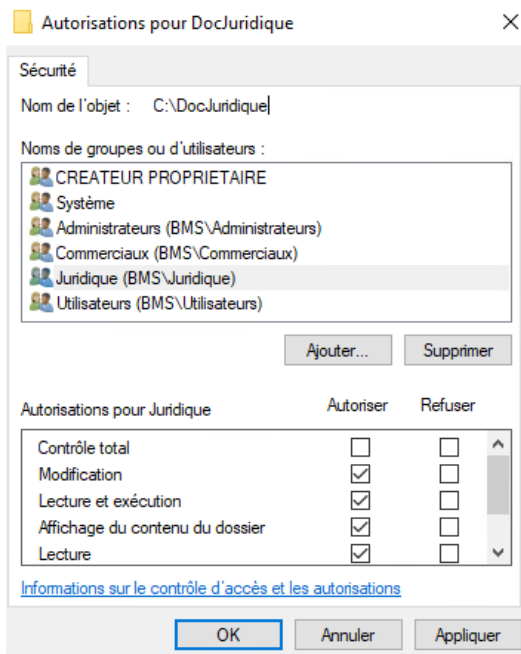 Autorisations pour DocJuridique
Sécurité
Nom de l'objet : C:\DocJuridique
Noms de groupes ou d'utilisateurs :
CREATEUR PROPRIETAIRE
Système
Administrateurs (BMS\Administrateurs)
Commerciaux (BMS\Commerciaux)
Juridique (BMS\Juridique)
Utilisateurs (BMS\Utilisateurs)
Ajouter... Supprimer
Autorisations pour Juridique Autoriser Refuser
Contrôle total
Modification
Lecture et exécution
Affichage du contenu du dossier
Lecture
Informations sur le contrôle d'accès et les autorisations
OK Annuler Appliquer